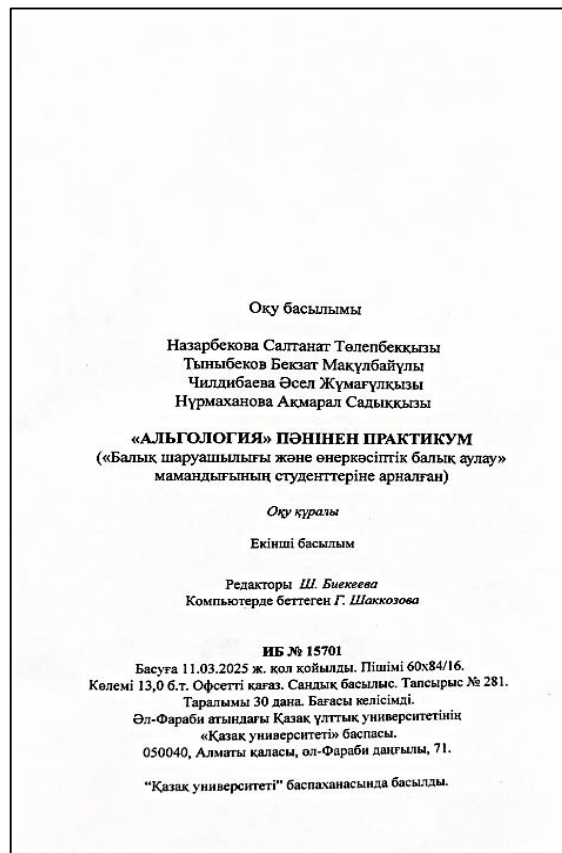 Оқу басылымы
Назарбекова Салтанат Төлепбекқызы
Тыныбеков Бекзат Мақұлбайұлы
Чилдибаева Әсел Жұмағұлқызы
Нұрмаханова Ақмарал Садыққызы
«АЛЬГОЛОГИЯ» ПӘНІНЕН ПРАКТИКУМ
(«Балық шаруашылығы және өнеркәсіптік балық аулау»
мамандығының студенттеріне арналған)
Оқу құралы
Екінші басылым
Редакторы Ш. Биекеева
Компьютерде беттеген Г. Шаккозова
ИБ № 15701
Басуға 11.03.2025 ж. қол қойылды. Пішімі 60х84/16.
Көлемі 13,0 б.т. Офсетті қағаз. Сандық басылыс. Тапсырыс № 281.
Таралымы 30 дана. Бағасы келісімді.
Әл-Фараби атындағы Қазақ ұлттық университетінің
«Қазақ университеті» баспасы.
050040, Алматы қаласы, әл-Фараби даңғылы, 71.
“Қазақ университеті” баспаханасында басылды.